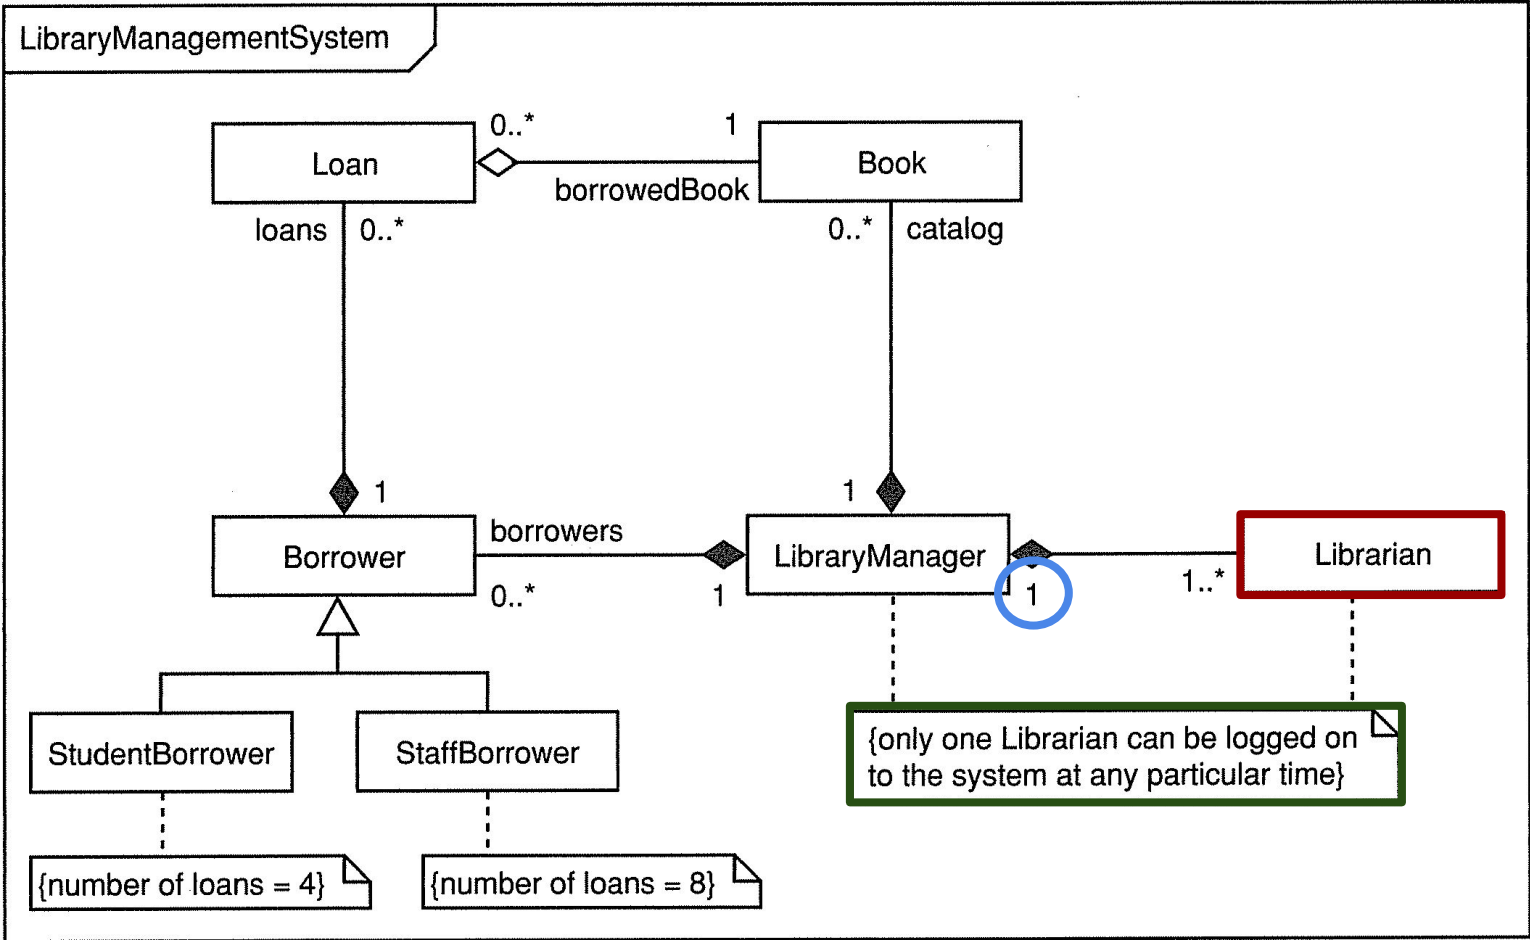 LibraryManagementSystem
0..*
1
Loan
Book
borrowedBook
loans
0..*
0..*
catalog
1
1
borrowers
Borrower
LibraryManager
Librarian
0..*
1
1
1..*
StudentBorrower
StaffBorrower
{only one Librarian can be logged on
to the system at any particular time}
{number of loans = 4}
{number of loans = 8}